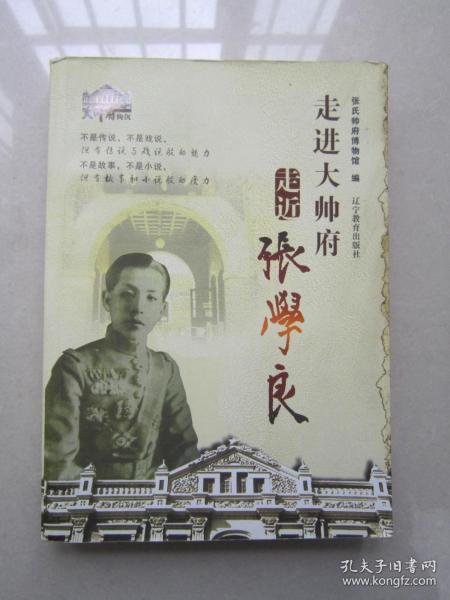 张氏帅府博物馆 编
辽宁教育出版社
走进大帅府
走近
張學良
不是传说、不是戏说,
但有传说与戏说般的魅力
不是故事、不是小说,
但有故事和小说般的魔力
孔夫子旧书网
www.kongfz.com